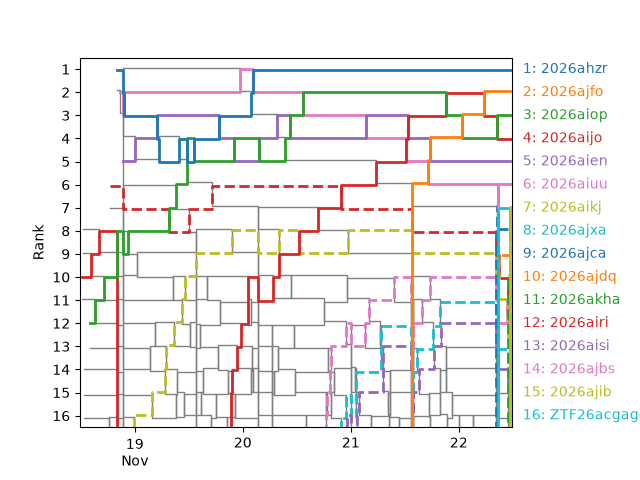 1
2
3
4
5
6
7
8
9
10
11
12
13
14
15
16
Rank
19
Nov
20
21
22
1: 2026ahzr
2: 2026ajfo
3: 2026aiop
4: 2026aijo
5: 2026aien
6: 2026aiuu
7: 2026aikj
8: 2026ajxa
9: 2026ajca
10: 2026ajdq
11: 2026akha
12: 2026airi
13: 2026aisi
14: 2026ajbs
15: 2026ajib
16: ZTF26acgag